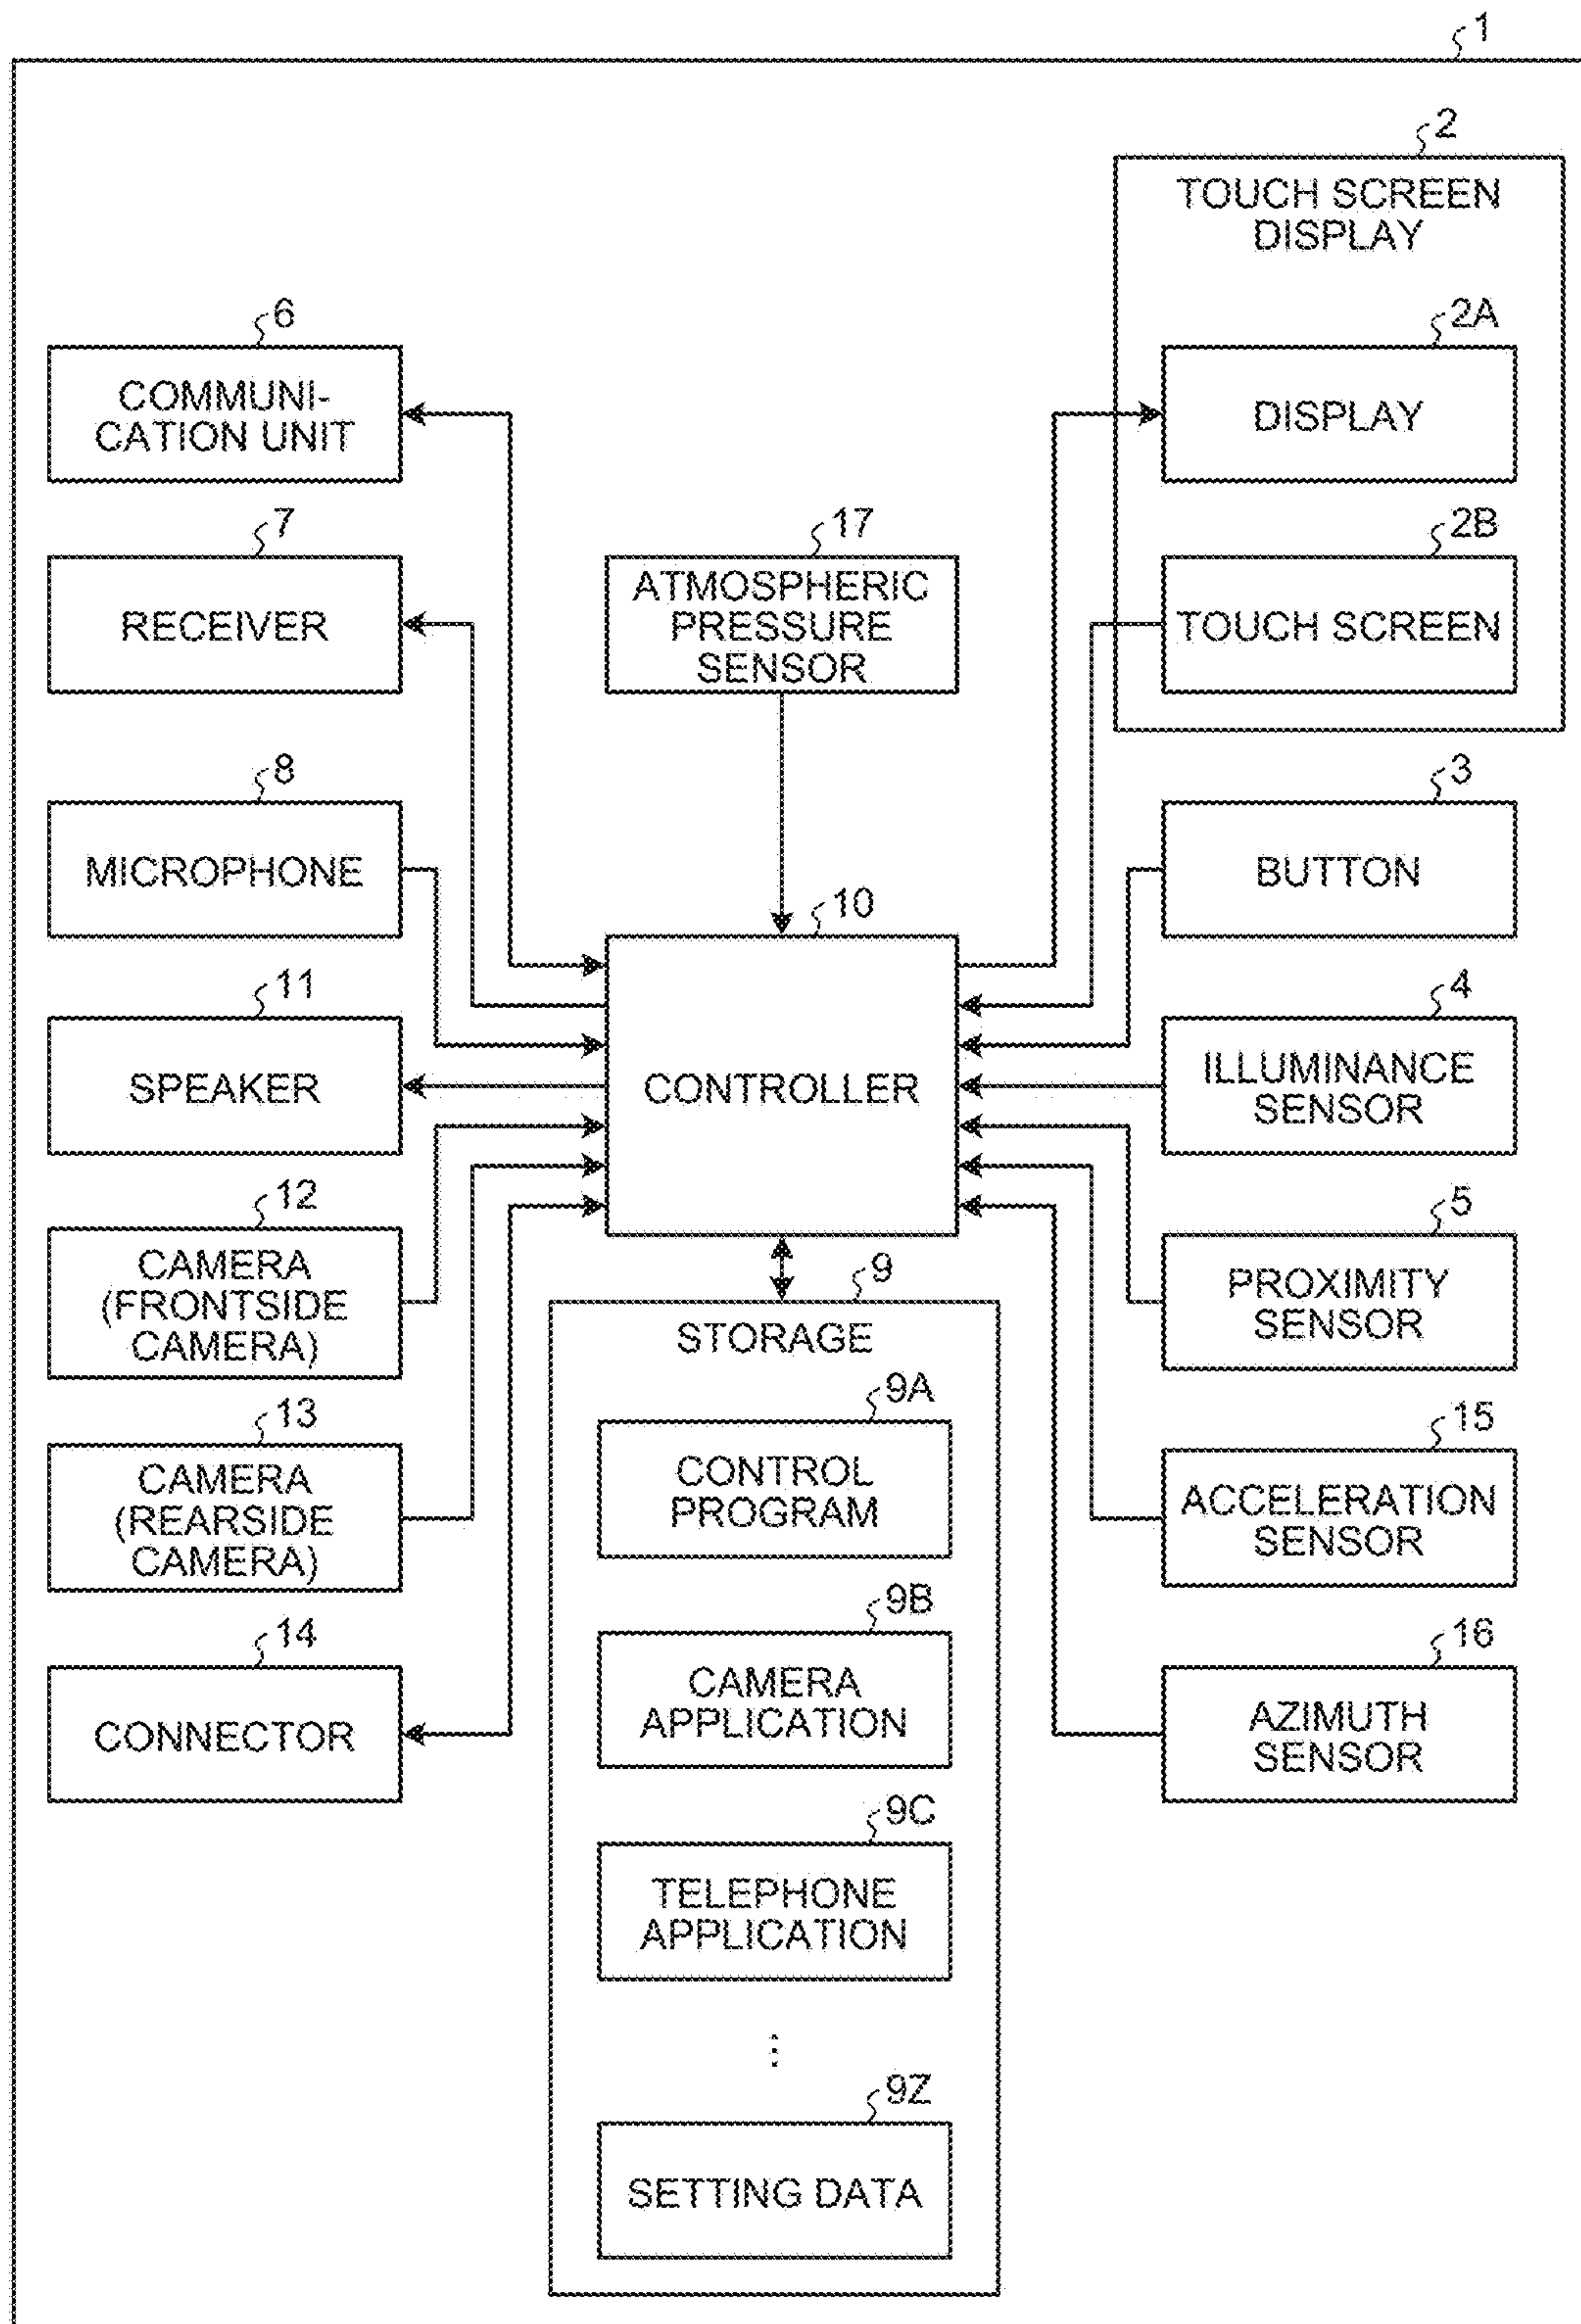 1
2
TOUCH SCREEN
DISPLAY
6
COMMUNI-
CATION UNIT
2A
DISPLAY
7
RECEIVER
17
ATMOSPHERIC
PRESSURE
SENSOR
2B
TOUCH SCREEN
8
MICROPHONE
3
BUTTON
10
CONTROLLER
11
SPEAKER
4
ILLUMINANCE
SENSOR
12
CAMERA
(FRONTSIDE
CAMERA)
5
PROXIMITY
SENSOR
9
STORAGE
9A
CONTROL
PROGRAM
13
CAMERA
(REARSIDE
CAMERA)
15
ACCELERATION
SENSOR
9B
CAMERA
APPLICATION
14
CONNECTOR
16
AZIMUTH
SENSOR
9C
TELEPHONE
APPLICATION
⋮
9Z
SETTING DATA